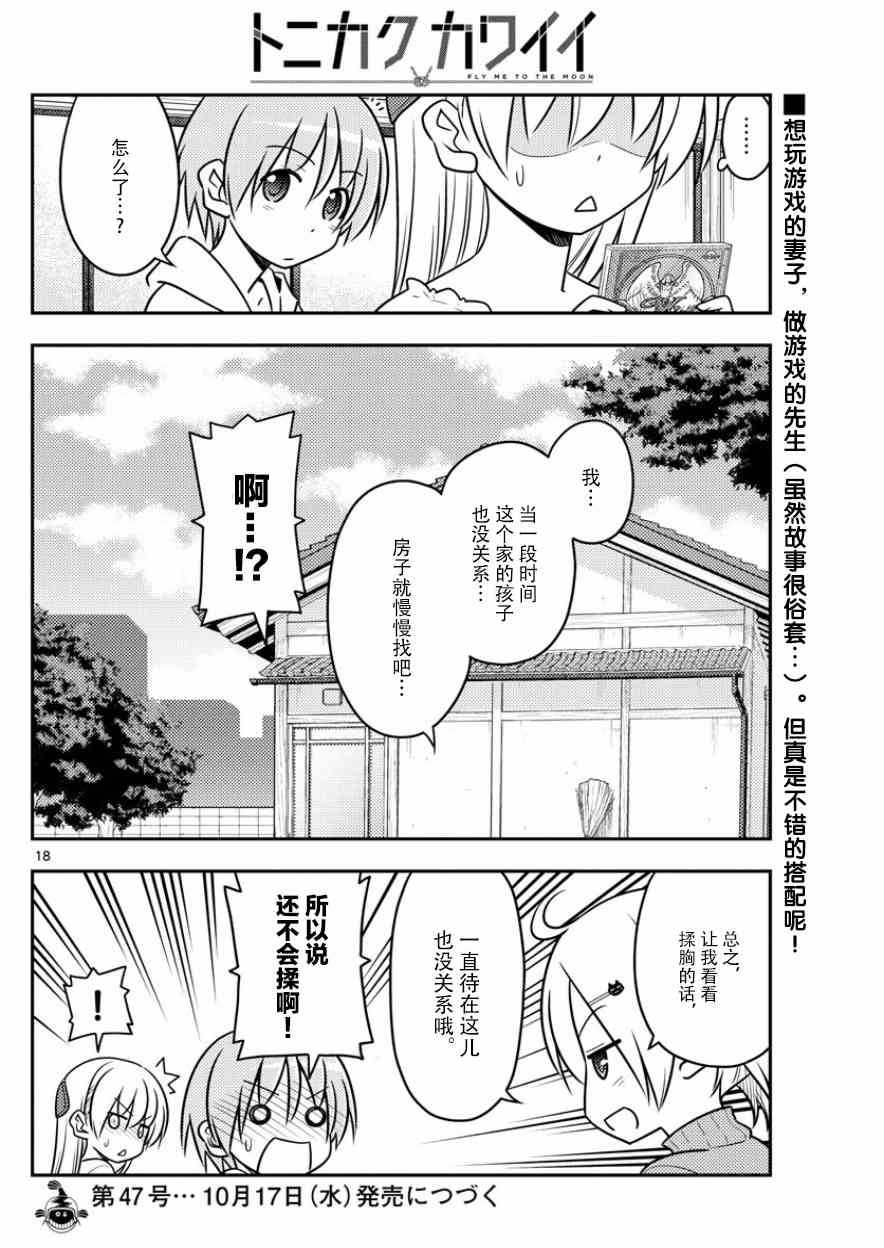 トニカクカワイイ
FLY ME TO THE MOON
■想玩游戏的妻子，做游戏的先生（虽然故事很俗套…）。但真是不错的搭配呢！
……
怎么了…?
我…
当一段时间
这个家的孩子
也没关系…
房子就慢慢找吧…
啊…!?
18
总之,
让我看看
揉胸的话,
一直待在这儿
也没关系哦。
所以说
还不会揉啊!
!
第47号…10月17日(水)発売につづく